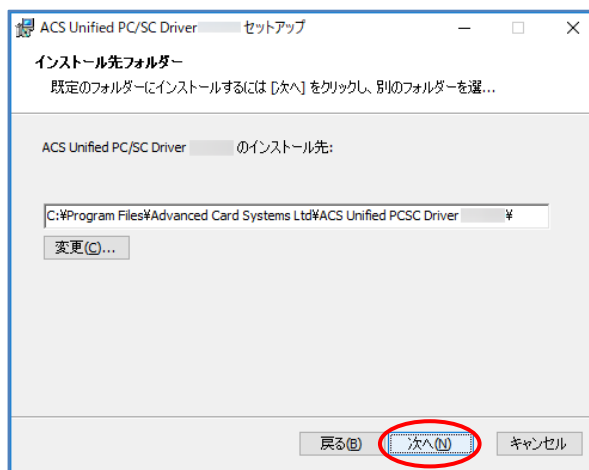 ACS Unified PC/SC Driver セットアップ
インストール先フォルダー
既定のフォルダーにインストールするには [次へ] をクリックし、別のフォルダーを選...
ACS Unified PC/SC Driver のインストール先:
C:¥Program Files¥Advanced Card Systems Ltd¥ACS Unified PCSC Driver ¥
変更(C)...
戻る(B) 次へ(N) キャンセル